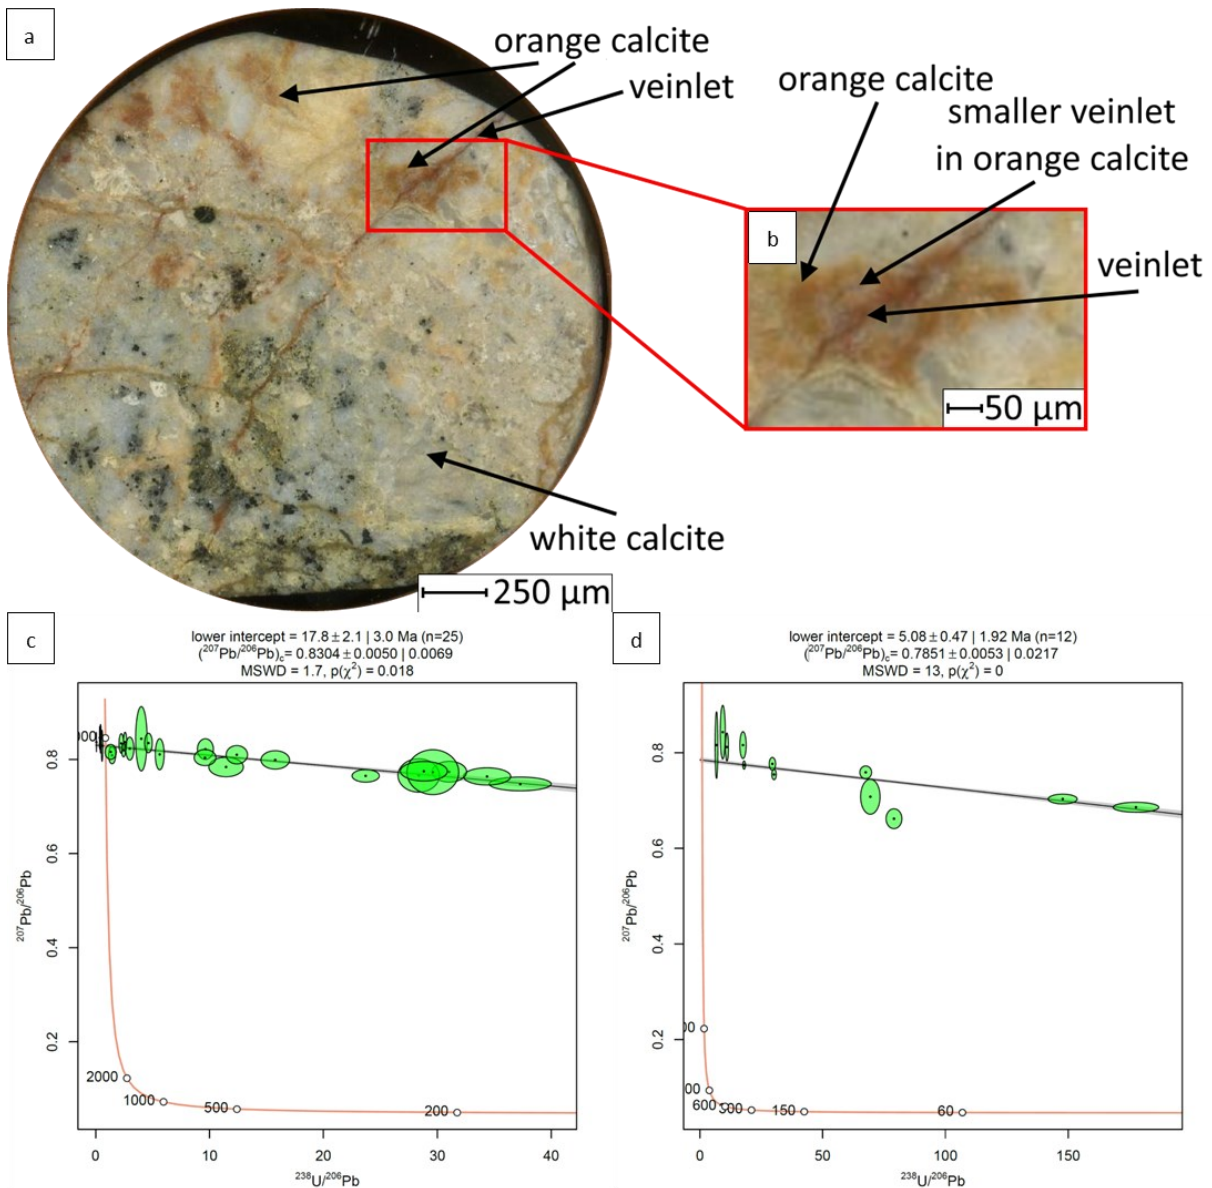 a
orange calcite
veinlet
orange calcite
smaller veinlet
in orange calcite
b
veinlet
50 μm
white calcite
250 μm
c
lower intercept = 17.8 ± 2.1 | 3.0 Ma (n=25)
(²⁰⁷Pb/²⁰⁶Pb)c= 0.8304 ± 0.0050 | 0.0069
MSWD = 1.7, p(χ²) = 0.018
²⁰⁷Pb/²⁰⁶Pb
0.8
0.6
0.4
0.2
2000
1000
500
200
0
10
20
30
40
²³⁸U/²⁰⁶Pb
d
lower intercept = 5.08 ± 0.47 | 1.92 Ma (n=12)
(²⁰⁷Pb/²⁰⁶Pb)c= 0.7851 ± 0.0053 | 0.0217
MSWD = 13, p(χ²) = 0
²⁰⁷Pb/²⁰⁶Pb
0.8
0.6
0.4
0.2
600
150
60
0
50
100
150
²³⁸U/²⁰⁶Pb